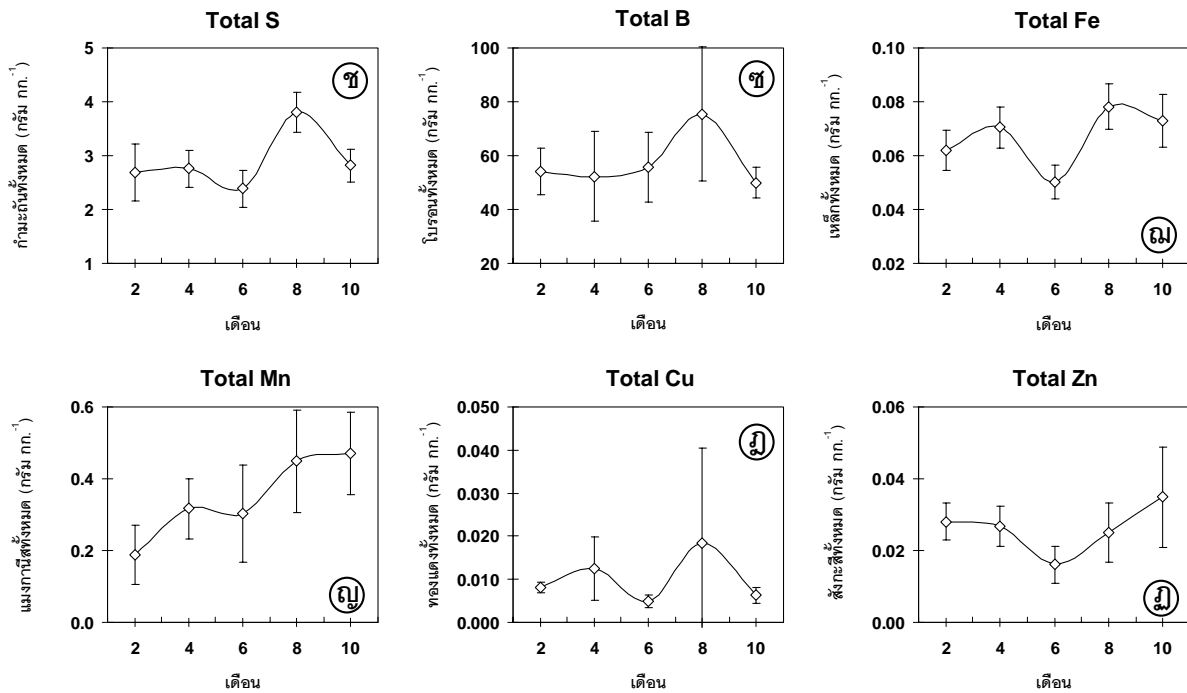 Total S
กำมะถันทั้งหมด (กรัม กก.-1)
5
4
3
2
1
ช
2 4 6 8 10
เดือน
Total B
โบรอนทั้งหมด (กรัม กก.-1)
100
80
60
40
20
ซ
2 4 6 8 10
เดือน
Total Fe
เหล็กทั้งหมด (กรัม กก.-1)
0.10
0.08
0.06
0.04
0.02
ฌ
2 4 6 8 10
เดือน
Total Mn
แมงกานีสทั้งหมด (กรัม กก.-1)
0.6
0.4
0.2
0.0
ญ
2 4 6 8 10
เดือน
Total Cu
ทองแดงทั้งหมด (กรัม กก.-1)
0.050
0.040
0.030
0.020
0.010
0.000
ฎ
2 4 6 8 10
เดือน
Total Zn
สังกะสีทั้งหมด (กรัม กก.-1)
0.06
0.04
0.02
0.00
ฏ
2 4 6 8 10
เดือน